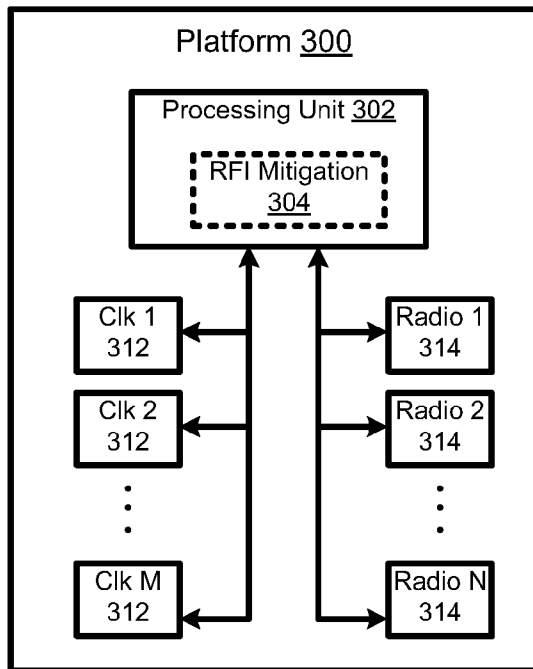 Platform 300
Processing Unit 302
RFI Mitigation
304
Clk 1
312
Radio 1
314
Clk 2
312
Radio 2
314
Clk M
312
Radio N
314